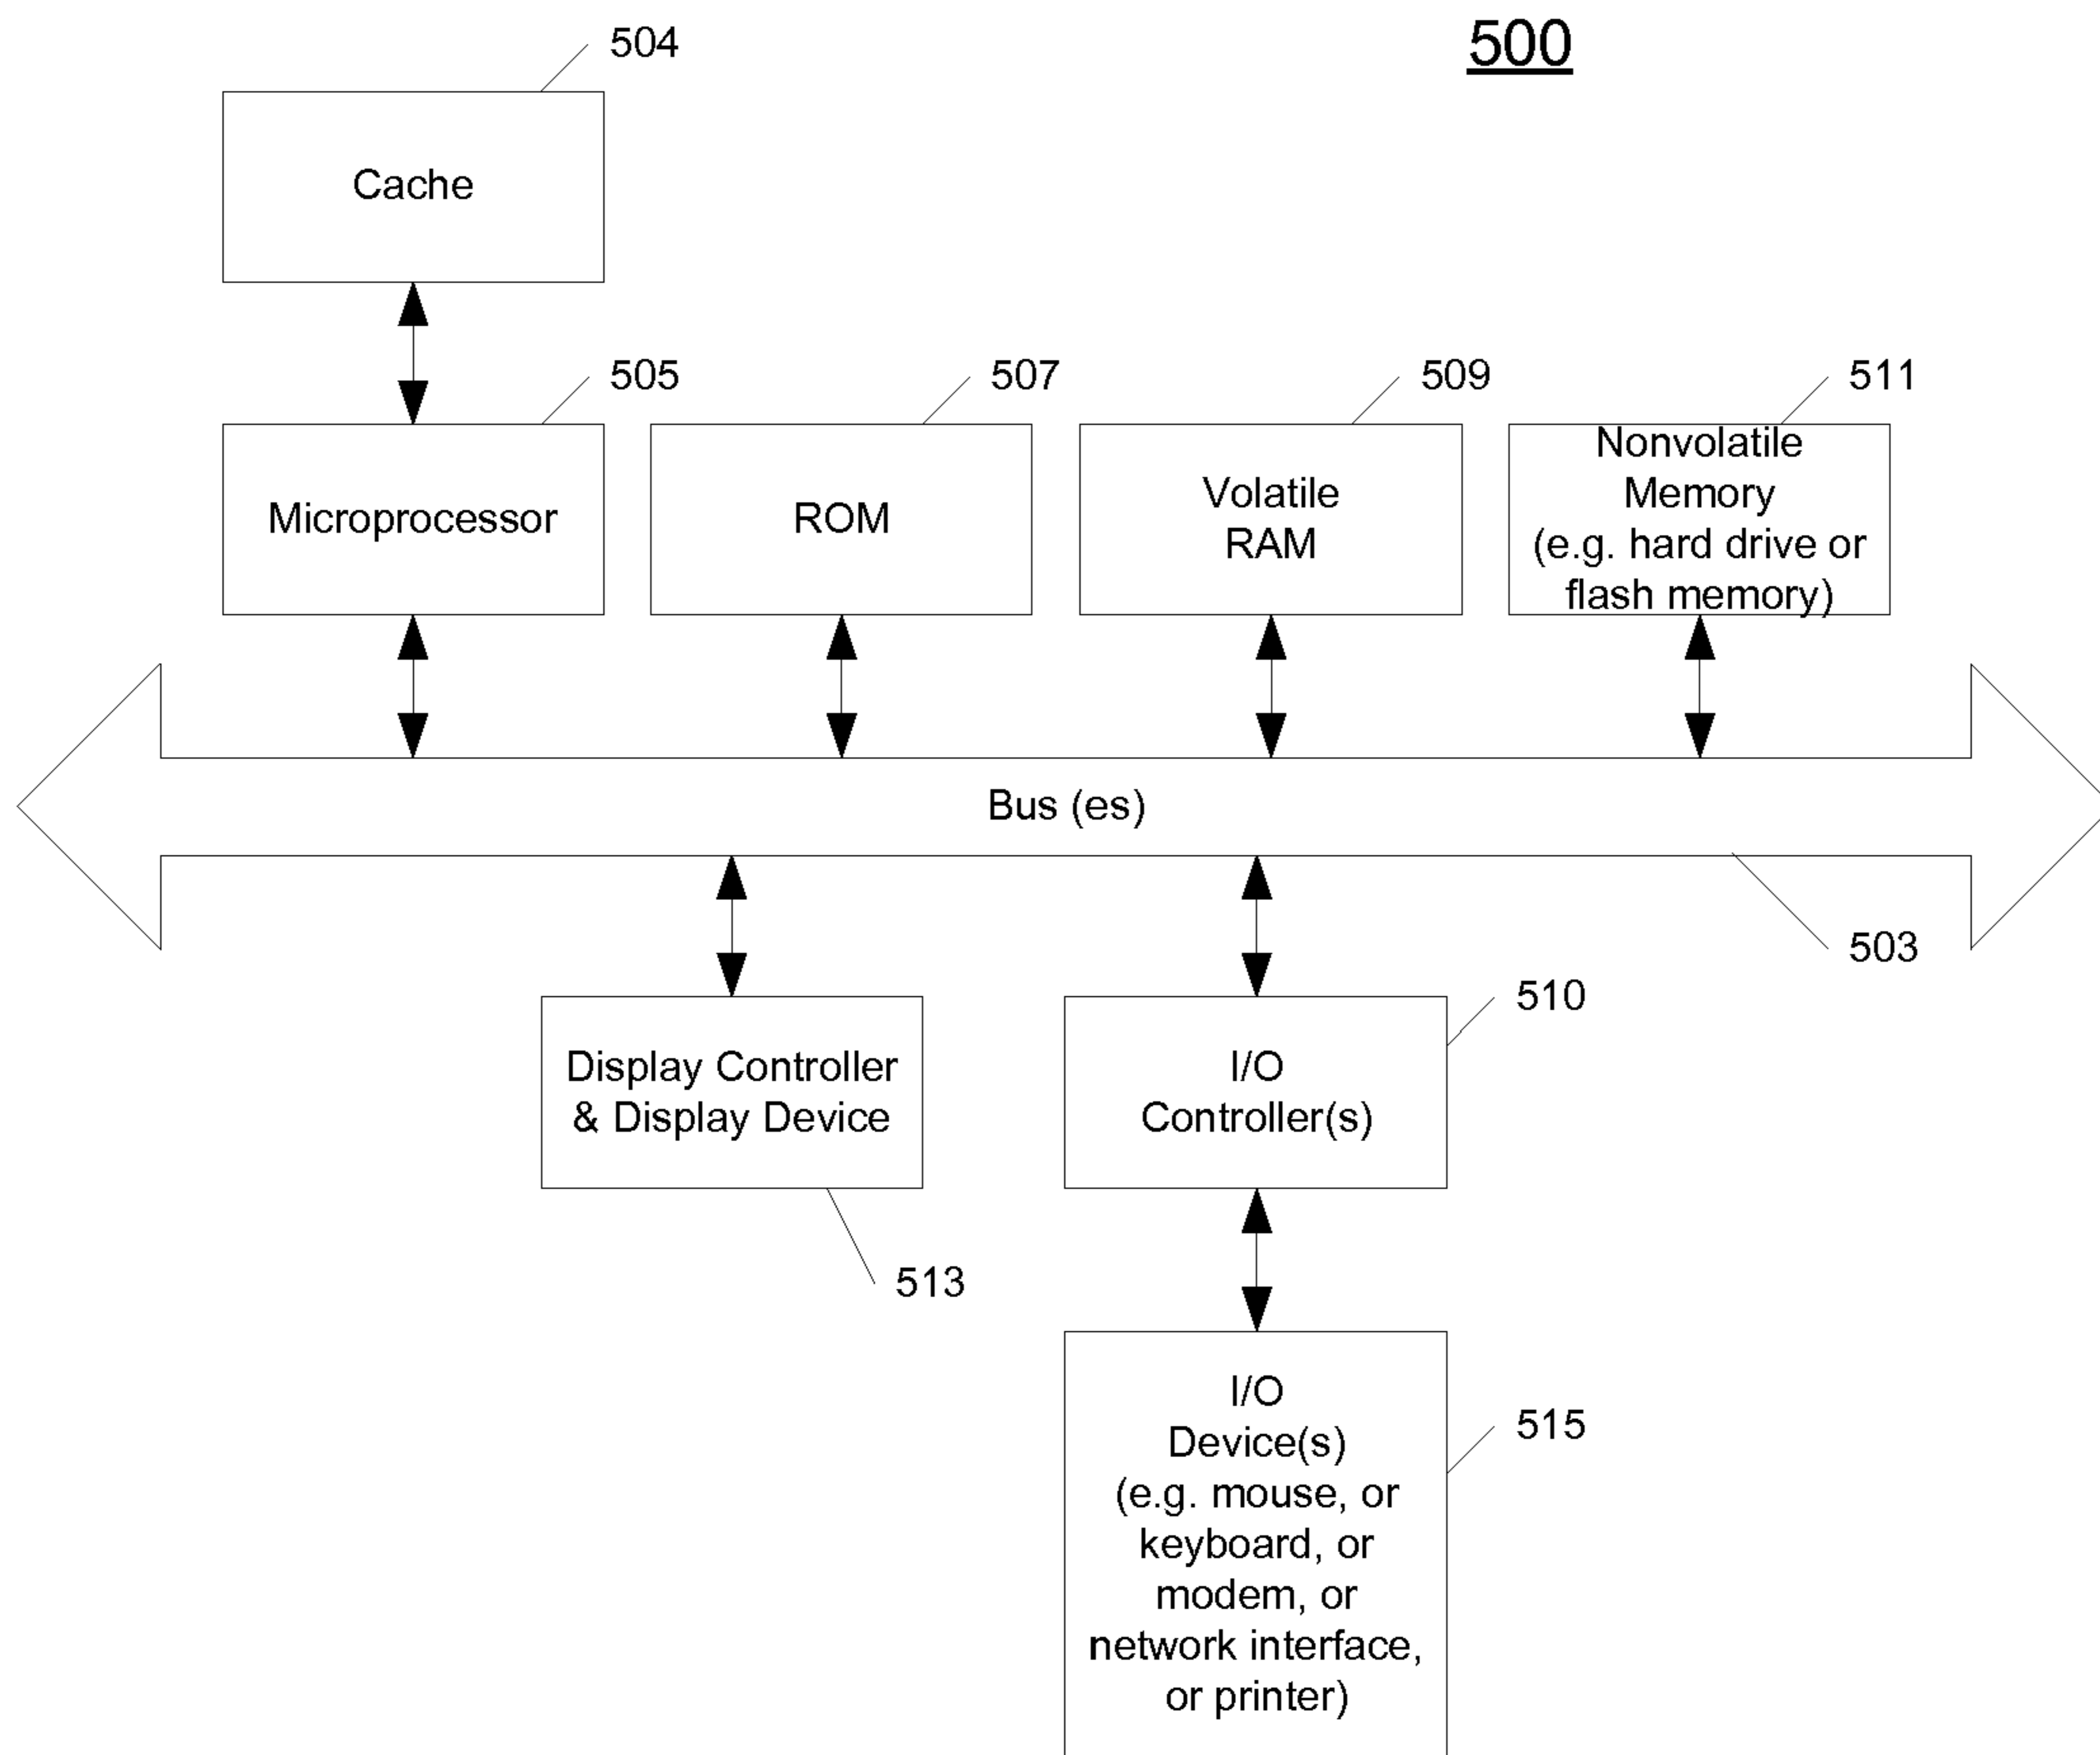 500
504
Cache
505
507
509
511
Microprocessor
ROM
Volatile
RAM
Nonvolatile
Memory
(e.g. hard drive or
flash memory)
Bus (es)
503
510
Display Controller
& Display Device
I/O
Controller(s)
513
I/O
Device(s)
(e.g. mouse, or
keyboard, or
modem, or
network interface,
or printer)
515